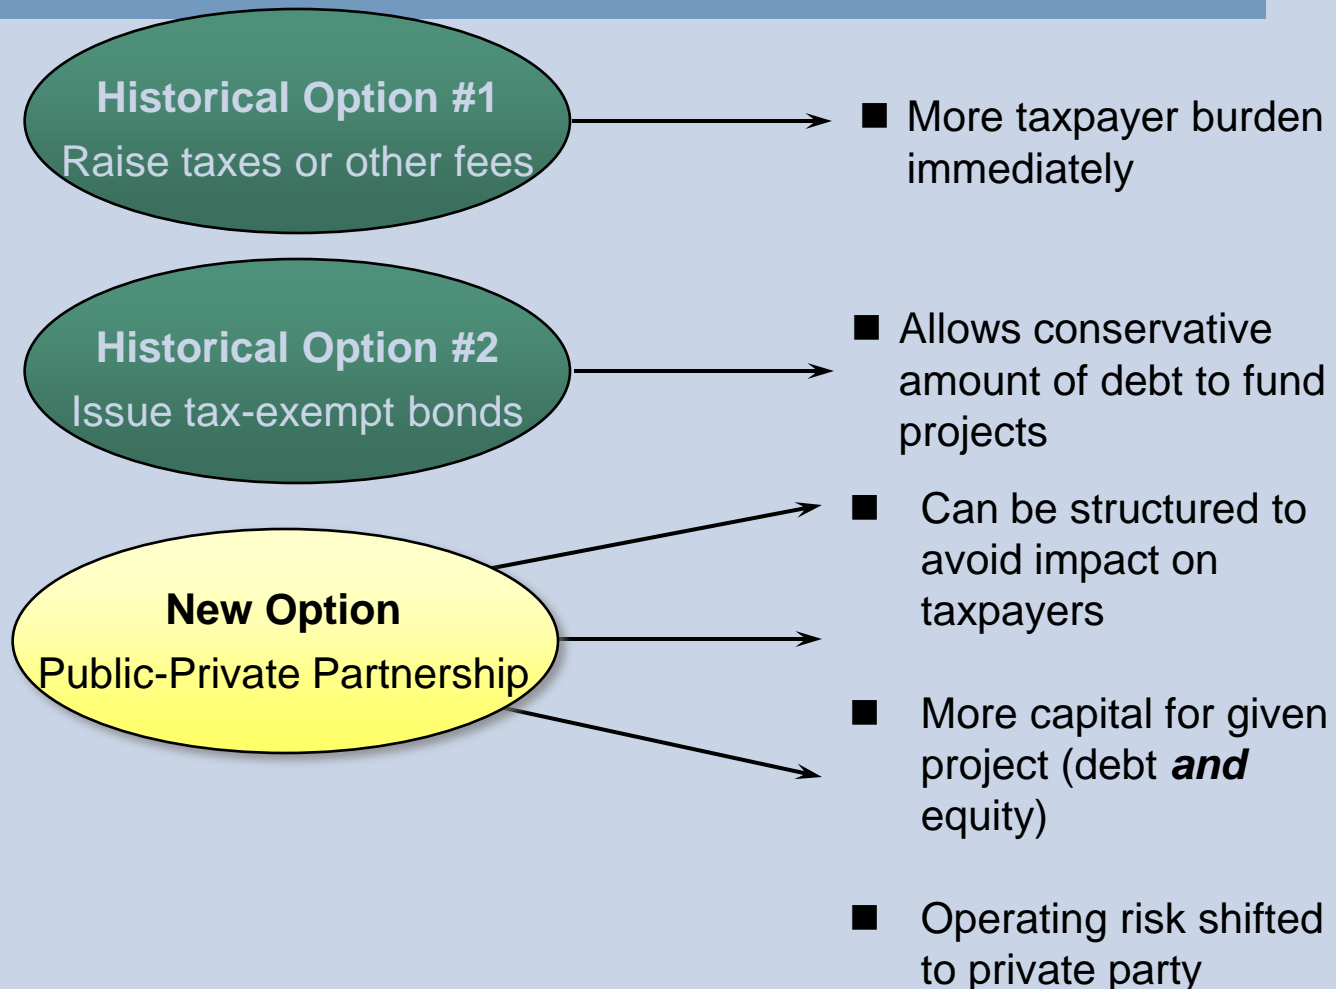 Historical Option #1
Raise taxes or other fees
■ More taxpayer burden
immediately
Historical Option #2
Issue tax-exempt bonds
■ Allows conservative
amount of debt to fund
projects
New Option
Public-Private Partnership
■ Can be structured to
avoid impact on
taxpayers
■ More capital for given
project (debt and
equity)
■ Operating risk shifted
to private party